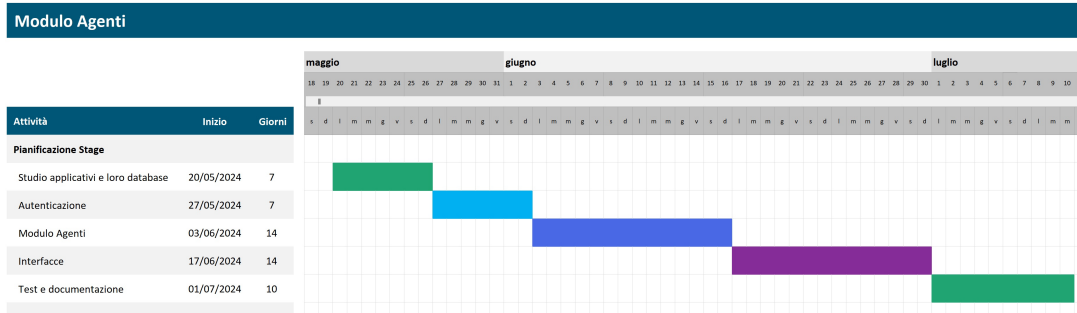 Modulo Agenti
maggio giugno luglio
18 19 20 21 22 23 24 25 26 27 28 29 30 31 1 2 3 4 5 6 7 8 9 10 11 12 13 14 15 16 17 18 19 20 21 22 23 24 25 26 27 28 29 30 1 2 3 4 5 6 7 8 9 10
Attività Inizio Giorni s d l m m g v s d l m m g v s d l m m g v s d l m m g v s d l m m g v s d l m m g v s d l m m g v s d l m m
Pianificazione Stage
Studio applicativi e loro database 20/05/2024 7
Autenticazione 27/05/2024 7
Modulo Agenti 03/06/2024 14
Interfacce 17/06/2024 14
Test e documentazione 01/07/2024 10